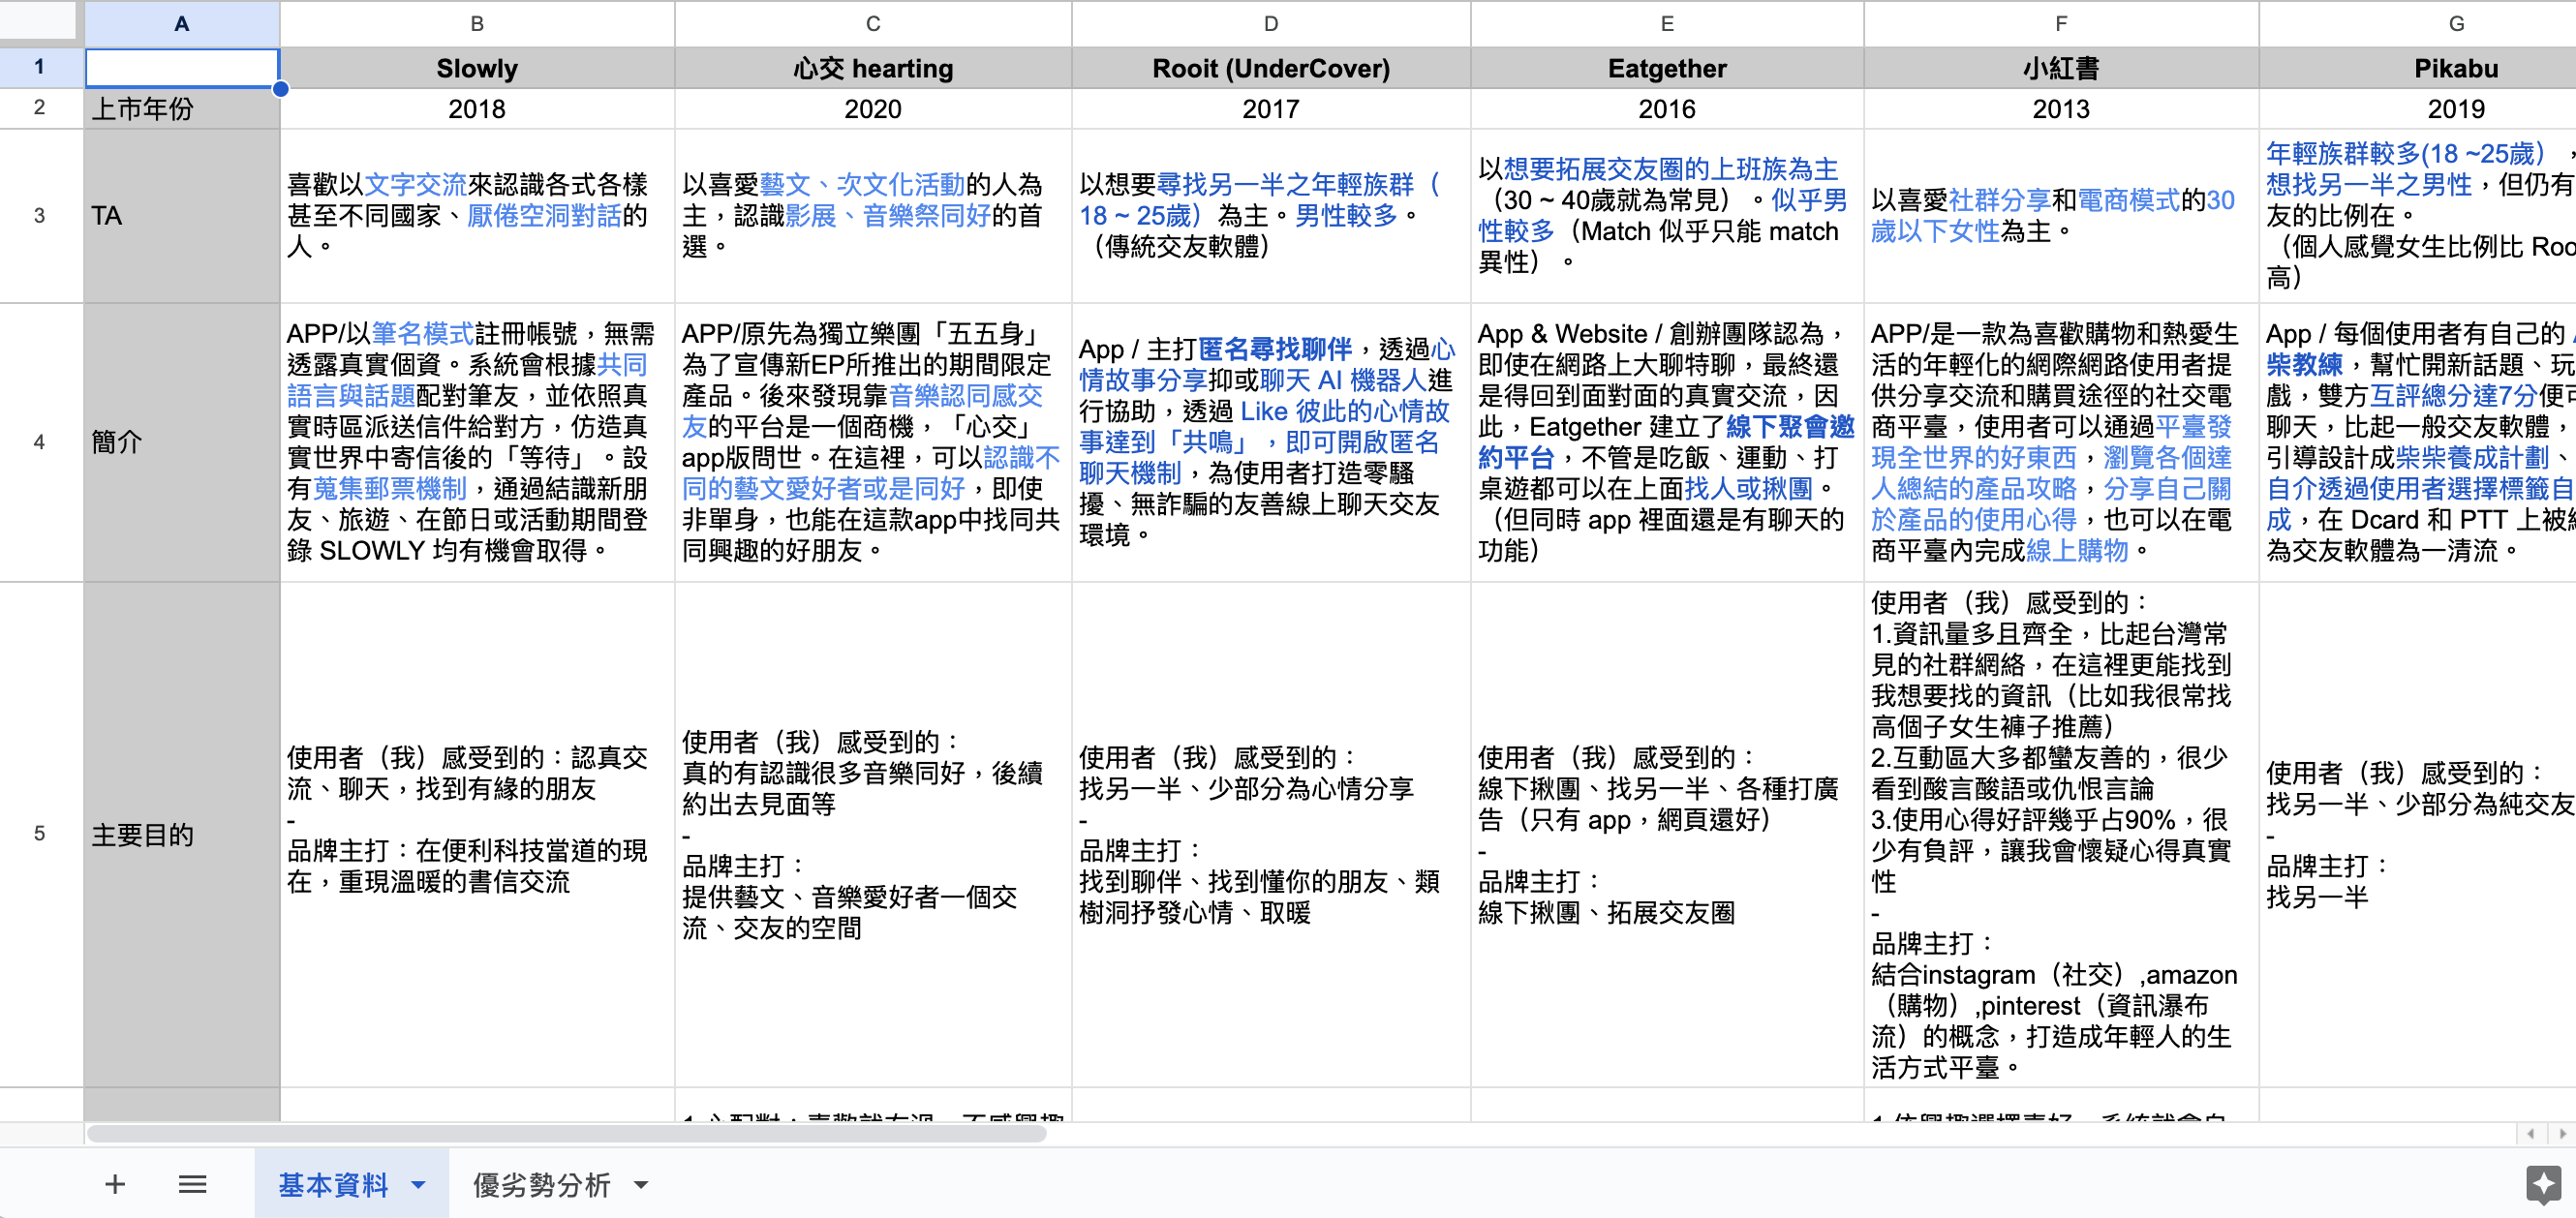 A B C D E F G
1 Slowly 心交 hearting Rooit (UnderCover) Eatgether 小紅書 Pikabu
2 上市年份 2018 2020 2017 2016 2013 2019
3 TA
喜歡以文字交流來認識各式各樣
甚至不同國家、厭倦空洞對話的
人。
以喜愛藝文、次文化活動的人為
主，認識影展、音樂祭同好的首
選。
以想要尋找另一半之年輕族群（
18 ~ 25歲）為主。男性較多。
（傳統交友軟體）
以想要拓展交友圈的上班族為主
（30 ~ 40歲就為常見）。似乎男
性較多（Match 似乎只能 match
異性）。
以喜愛社群分享和電商模式的30
歲以下女性為主。
年輕族群較多(18 ~25歲），
想找另一半之男性，但仍有
友的比例在。
（個人感覺女生比例比 Roo
高）
4 簡介
APP/以筆名模式註冊帳號，無需
透露真實個資。系統會根據共同
語言與話題配對筆友，並依照真
實時區派送信件給對方，仿造真
實世界中寄信後的「等待」。設
有蒐集郵票機制，通過結識新朋
友、旅遊、在節日或活動期間登
錄 SLOWLY 均有機會取得。
APP/原先為獨立樂團「五五身」
為了宣傳新EP所推出的期間限定
產品。後來發現靠音樂認同感交
友的平台是一個商機，「心交」
app版問世。在這裡，可以認識不
同的藝文愛好者或是同好，即使
非單身，也能在這款app中找同共
同興趣的好朋友。
App / 主打匿名尋找聊伴，透過心
情故事分享抑或聊天 AI 機器人進
行協助，透過 Like 彼此的心情故
事達到「共鳴」，即可開啟匿名
聊天機制，為使用者打造零騷
擾、無詐騙的友善線上聊天交友
環境。
App & Website / 創辦團隊認為，
即使在網路上大聊特聊，最終還
是得回到面對面的真實交流，因
此，Eatgether 建立了線下聚會邀
約平台，不管是吃飯、運動、打
桌遊都可以在上面找人或揪團。
（但同時 app 裡面還是有聊天的
功能）
APP/是一款為喜歡購物和熱愛生
活的年輕化的網際網路使用者提
供分享交流和購買途徑的社交電
商平臺，使用者可以通過平臺發
現全世界的好東西，瀏覽各個達
人總結的產品攻略，分享自己關
於產品的使用心得，也可以在電
商平臺內完成線上購物。
App / 每個使用者有自己的
柴教練，幫忙開新話題、玩
戲，雙方互評總分達7分便可
聊天，比起一般交友軟體，
引導設計成柴柴養成計劃、
自介透過使用者選擇標籤自
成，在 Dcard 和 PTT 上被
為交友軟體為一清流。
5 主要目的
使用者（我）感受到的：認真交
流、聊天，找到有緣的朋友
-
品牌主打：在便利科技當道的現
在，重現溫暖的書信交流
使用者（我）感受到的：
真的有認識很多音樂同好，後續
約出去見面等
-
品牌主打：
提供藝文、音樂愛好者一個交
流、交友的空間
使用者（我）感受到的：
找另一半、少部分為心情分享
-
品牌主打：
找到聊伴、找到懂你的朋友、類
樹洞抒發心情、取暖
使用者（我）感受到的：
線下揪團、找另一半、各種打廣
告（只有 app，網頁還好）
-
品牌主打：
線下揪團、拓展交友圈
使用者（我）感受到的：
1.資訊量多且齊全，比起台灣常
見的社群網絡，在這裡更能找到
我想要找的資訊（比如我很常找
高個子女生褲子推薦）
2.互動區大多都蠻友善的，很少
看到酸言酸語或仇恨言論
3.使用心得好評幾乎占90%，很
少有負評，讓我會懷疑心得真實
性
-
品牌主打：
結合instagram（社交）,amazon
（購物）,pinterest（資訊瀑布
流）的概念，打造成年輕人的生
活方式平臺。
使用者（我）感受到的：
找另一半、少部分為純交友
-
品牌主打：
找另一半
基本資料 優劣勢分析